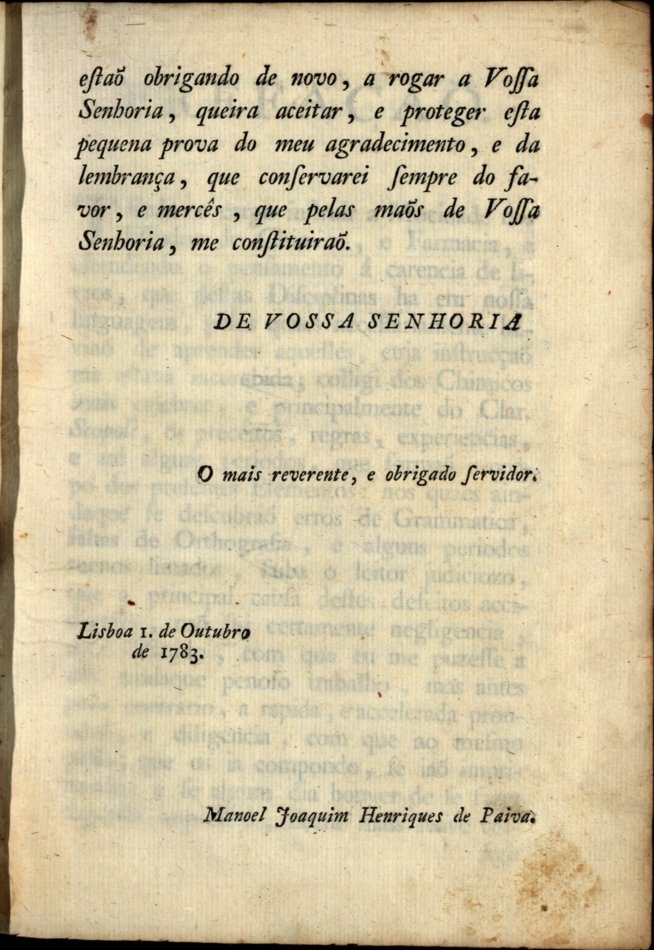 eſtaõ obrigando de novo, a rogar a Voſſa
Senhoria, queira aceitar, e proteger eſta
pequena prova do meu agradecimento, e da
lembrança, que conſervarei ſempre do fa-
vor, e mercês, que pelas maõs de Voſſa
Senhoria, me conſtituiraõ.
DE VOSSA SENHORIA
O mais reverente, e obrigado ſervidor.
Lisboa 1. de Outubro
de 1783.
Manoel Joaquim Henriques de Paiva.